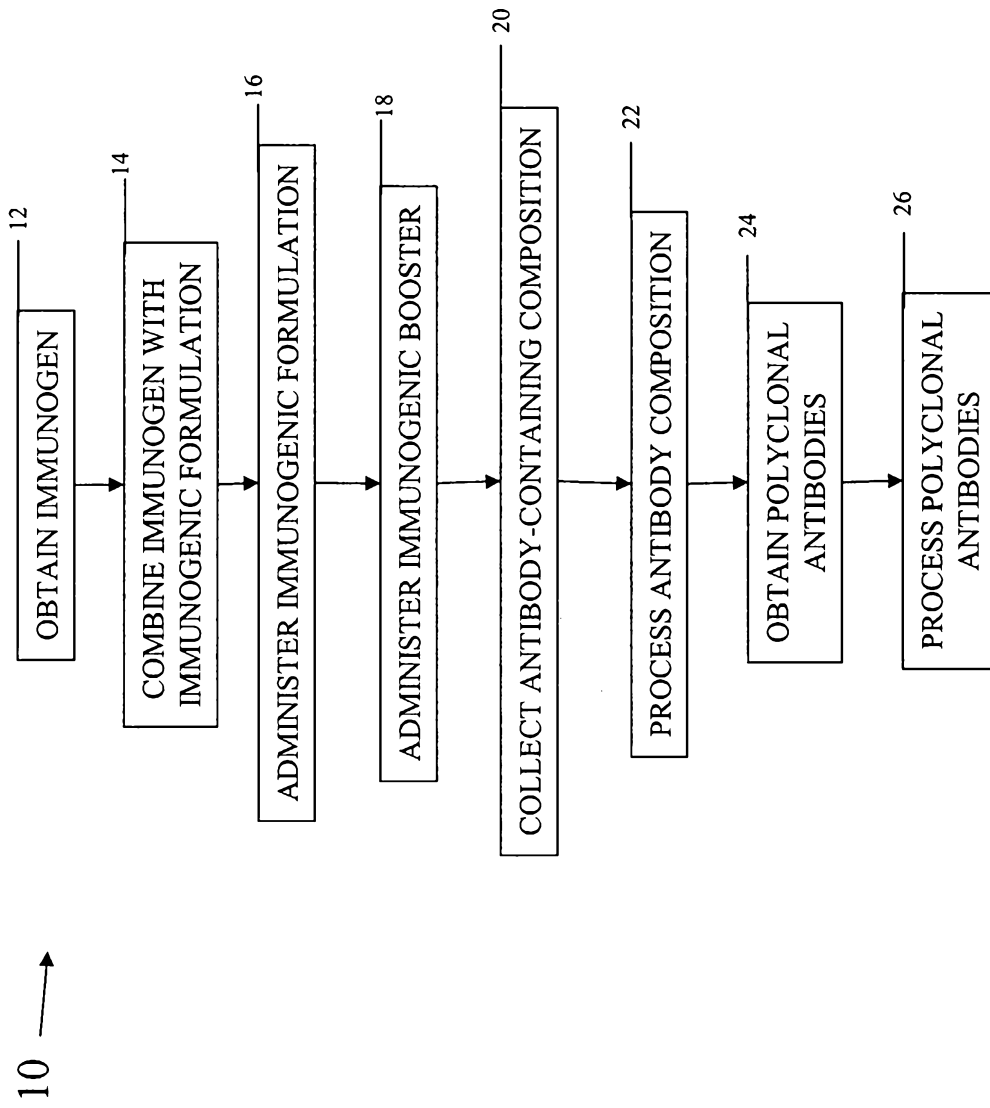 10
12
OBTAIN IMMUNOGEN
14
COMBINE IMMUNOGEN WITH
IMMUNOGENIC FORMULATION
16
ADMINISTER IMMUNOGENIC FORMULATION
18
ADMINISTER IMMUNOGENIC BOOSTER
20
COLLECT ANTIBODY-CONTAINING COMPOSITION
22
PROCESS ANTIBODY COMPOSITION
24
OBTAIN POLYCLONAL
ANTIBODIES
26
PROCESS POLYCLONAL
ANTIBODIES